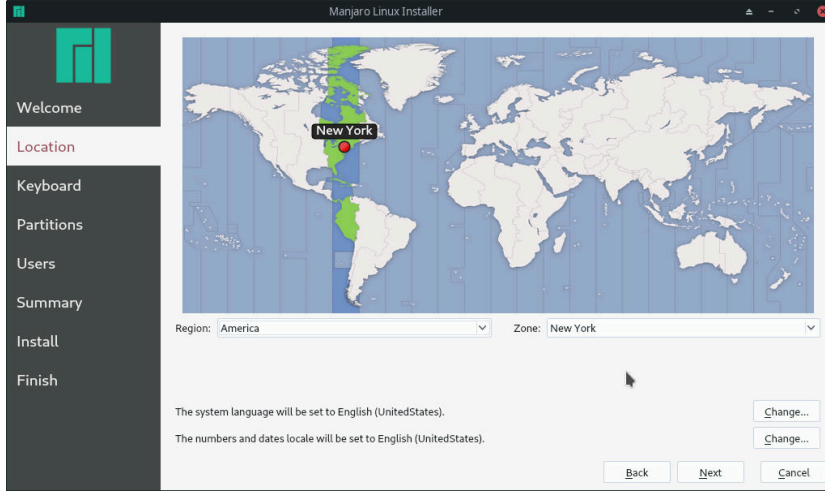 Manjaro Linux Installer
Welcome
Location
Keyboard
Partitions
Users
Summary
Install
Finish
New York
Region: America Zone: New York
The system language will be set to English (UnitedStates). Change...
The numbers and dates locale will be set to English (UnitedStates). Change...
Back Next Cancel